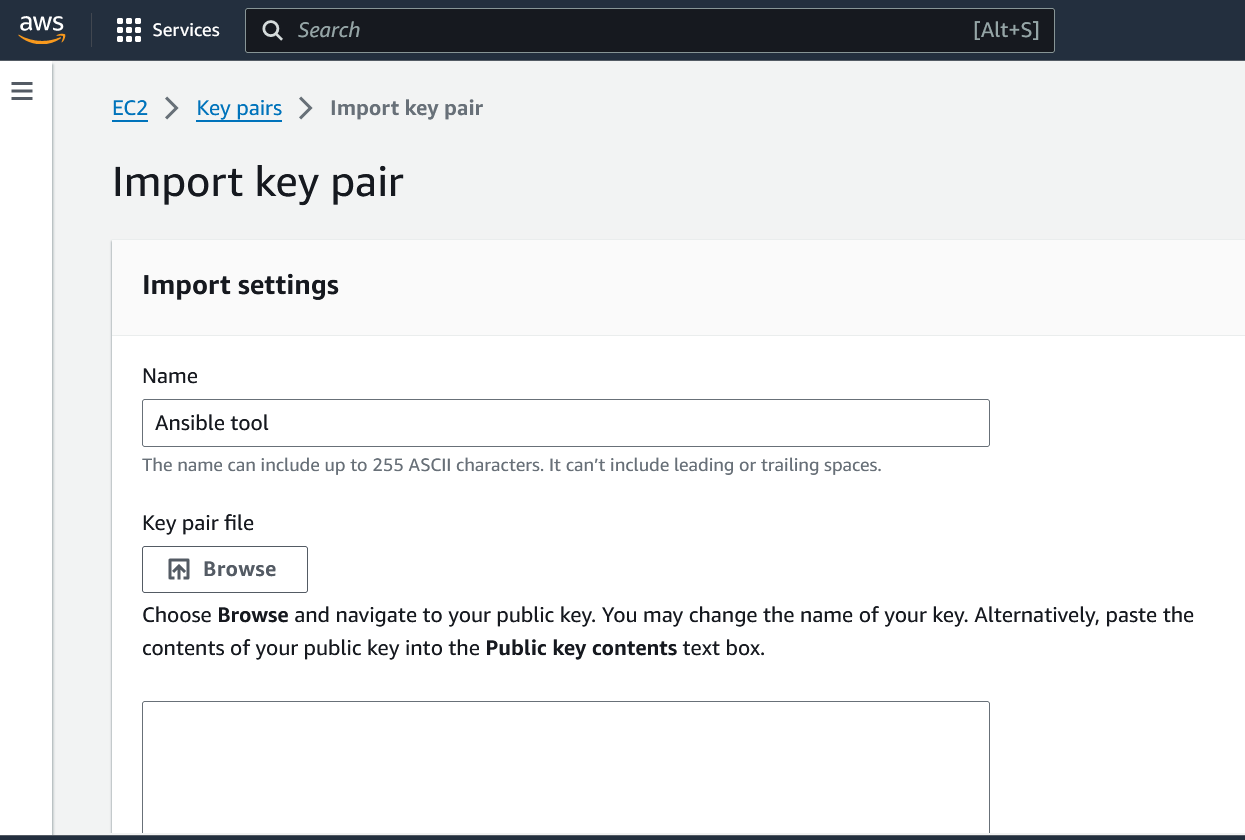 aws
Services
Search
[Alt+S]
EC2 > Key pairs > Import key pair
Import key pair
Import settings
Name
Ansible tool
The name can include up to 255 ASCII characters. It can’t include leading or trailing spaces.
Key pair file
Browse
Choose Browse and navigate to your public key. You may change the name of your key. Alternatively, paste the
contents of your public key into the Public key contents text box.